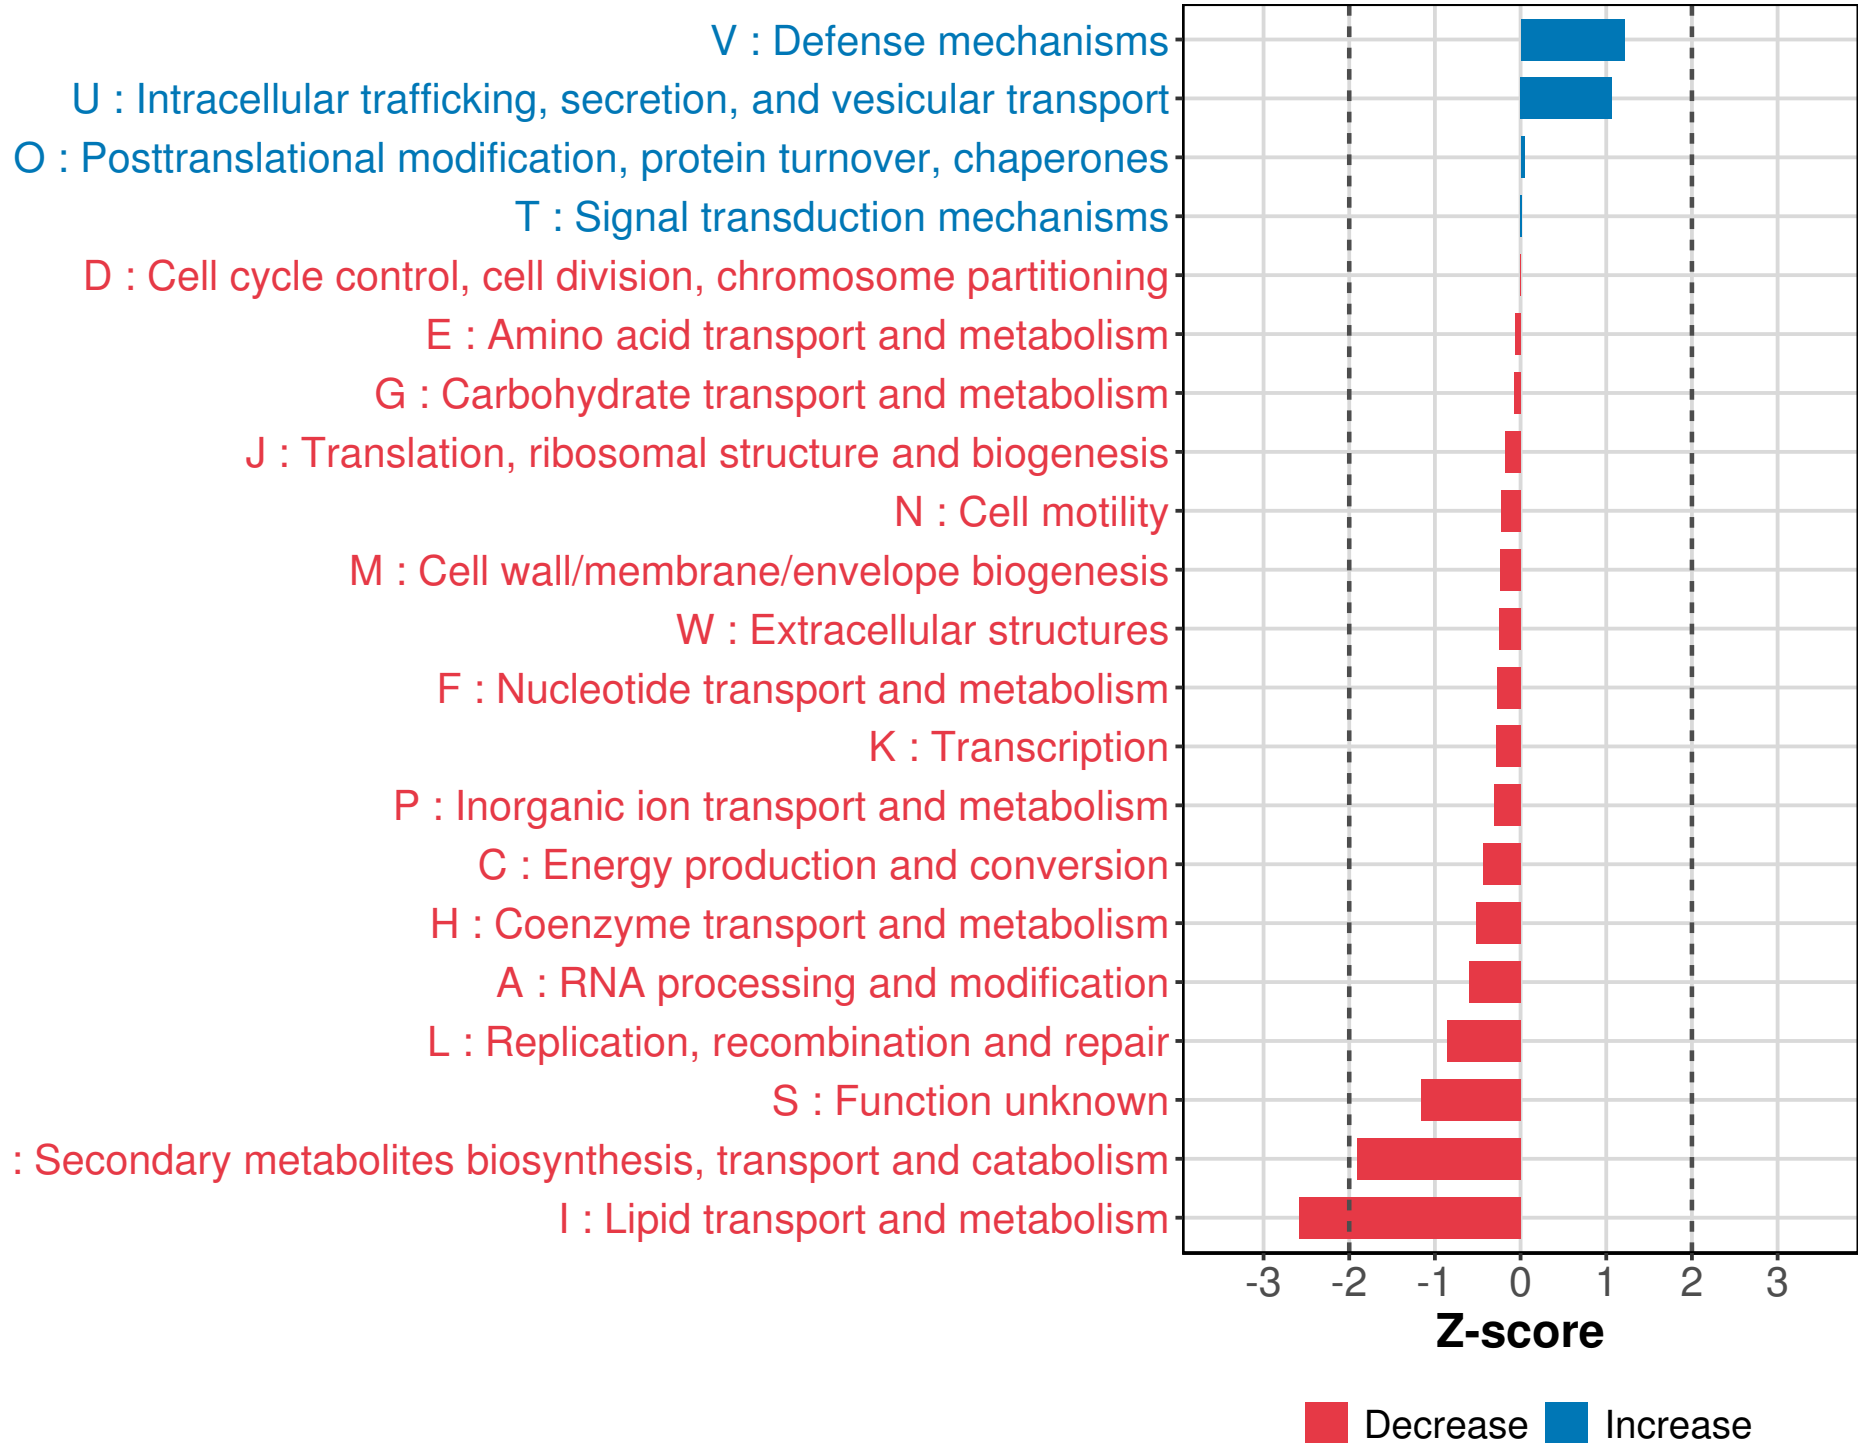 V : Defense mechanisms
U : Intracellular trafficking, secretion, and vesicular transport
O : Posttranslational modification, protein turnover, chaperones
T : Signal transduction mechanisms
D : Cell cycle control, cell division, chromosome partitioning
E : Amino acid transport and metabolism
G : Carbohydrate transport and metabolism
J : Translation, ribosomal structure and biogenesis
N : Cell motility
M : Cell wall/membrane/envelope biogenesis
W : Extracellular structures
F : Nucleotide transport and metabolism
K : Transcription
P : Inorganic ion transport and metabolism
C : Energy production and conversion
H : Coenzyme transport and metabolism
A : RNA processing and modification
L : Replication, recombination and repair
S : Function unknown
: Secondary metabolites biosynthesis, transport and catabolism
I : Lipid transport and metabolism
-3 -2 -1 0 1 2 3
Z-score
Decrease Increase